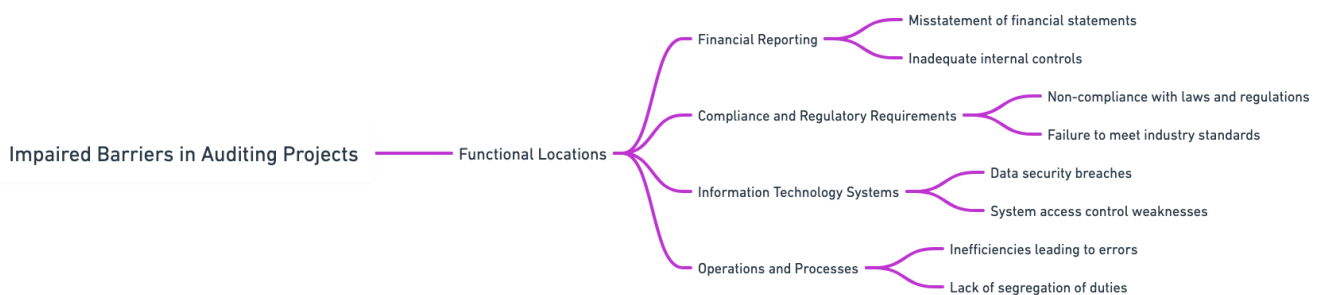 Impaired Barriers in Auditing Projects
Functional Locations
Financial Reporting
Misstatement of financial statements
Inadequate internal controls
Compliance and Regulatory Requirements
Non-compliance with laws and regulations
Failure to meet industry standards
Information Technology Systems
Data security breaches
System access control weaknesses
Operations and Processes
Inefficiencies leading to errors
Lack of segregation of duties